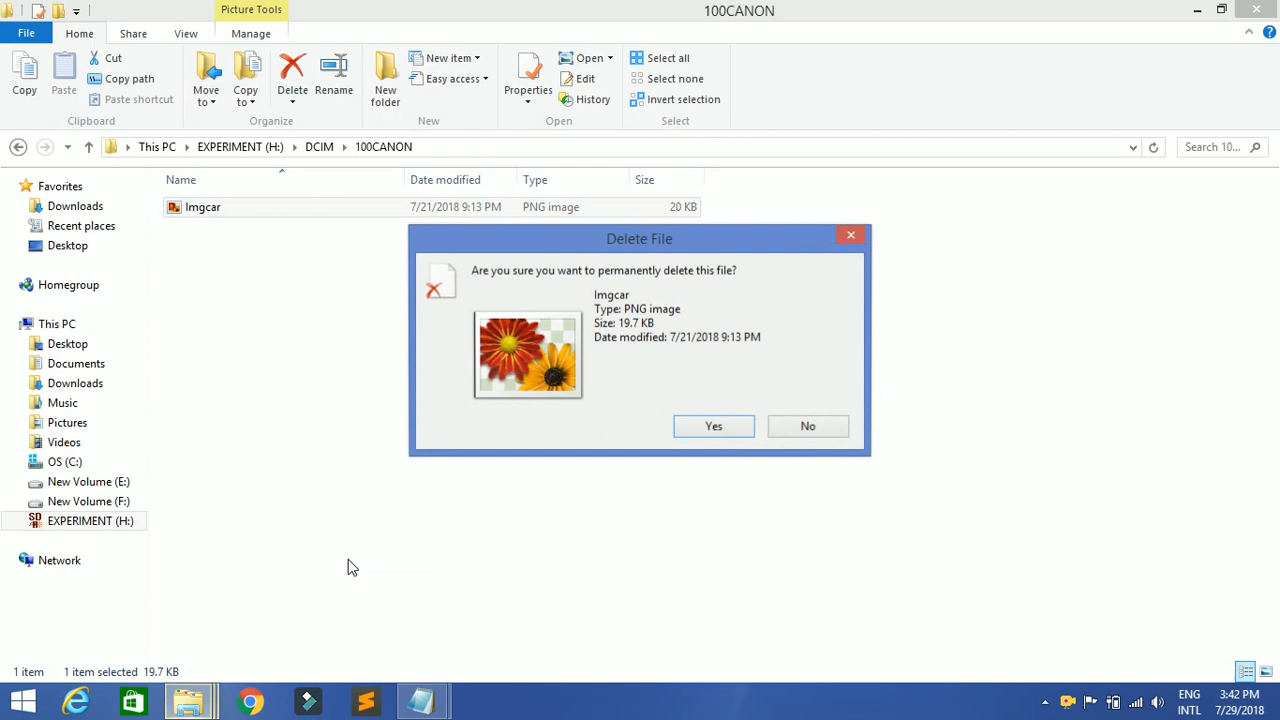 Picture Tools
100CANON
File
Home
Share
View
Manage
Copy
Paste
Cut
Copy path
Paste shortcut
Clipboard
Move to
Copy to
Delete
Rename
Organize
New folder
New item
Easy access
New
Properties
Open
Edit
History
Open
Select all
Select none
Invert selection
Select
This PC
EXPERIMENT (H:)
DCIM
100CANON
Search 10...
Name
Date modified
Type
Size
Imgcar
7/21/2018 9:13 PM
PNG image
20 KB
Favorites
Downloads
Recent places
Desktop
Homegroup
This PC
Desktop
Documents
Downloads
Music
Pictures
Videos
OS (C:)
New Volume (E:)
New Volume (F:)
SD
EXPERIMENT (H:)
Network
Delete File
Are you sure you want to permanently delete this file?
Imgcar
Type: PNG image
Size: 19.7 KB
Date modified: 7/21/2018 9:13 PM
Yes
No
1 item
1 item selected 19.7 KB
ENG
INTL
3:42 PM
7/29/2018